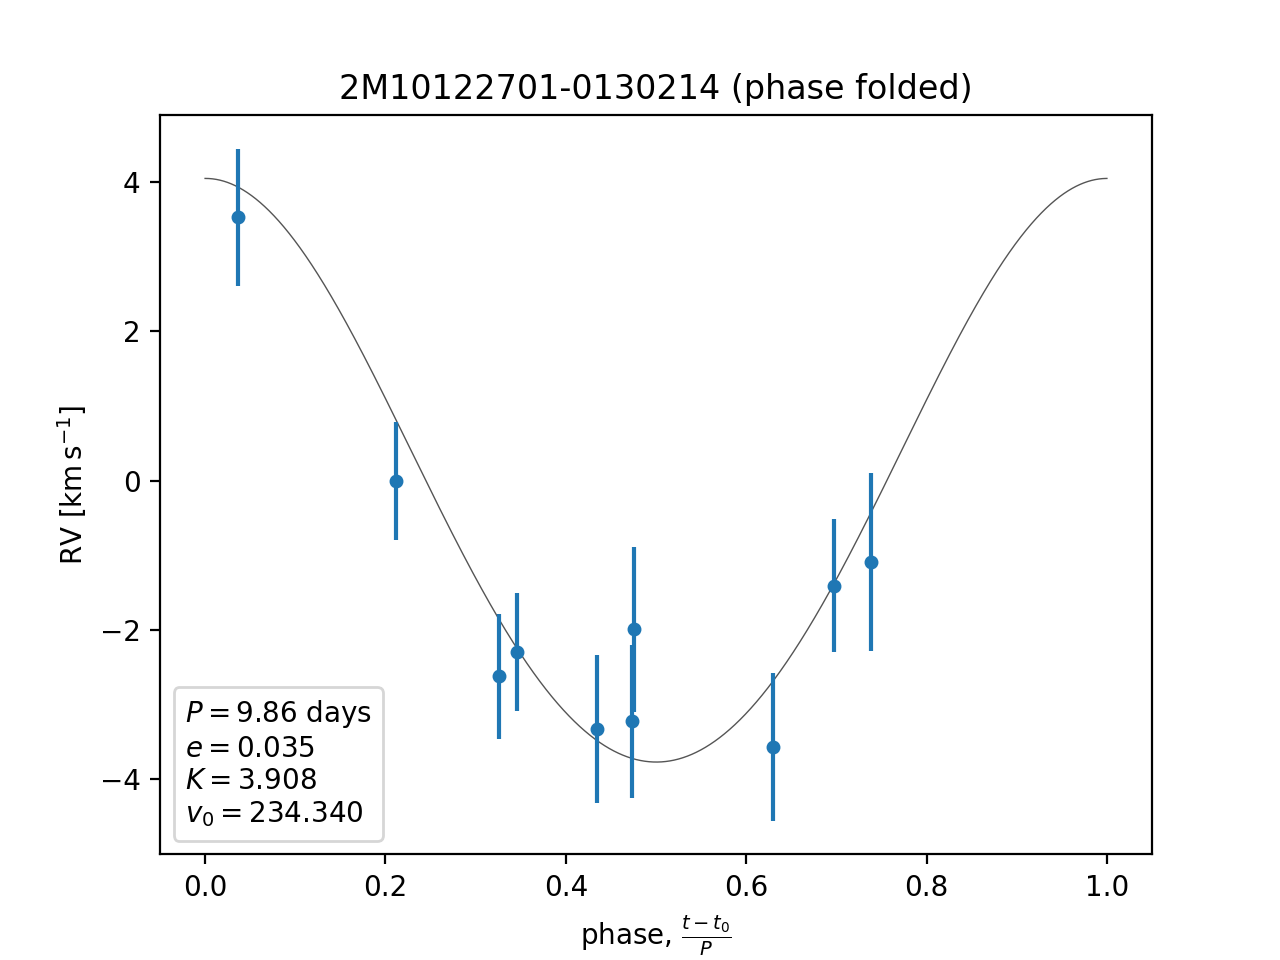 2M10122701-0130214 (phase folded)
RV [km s⁻¹]
4
2
0
−2
−4
P = 9.86 days
e = 0.035
K = 3.908
v₀ = 234.340
0.0 0.2 0.4 0.6 0.8 1.0
phase, (t − t₀)/P